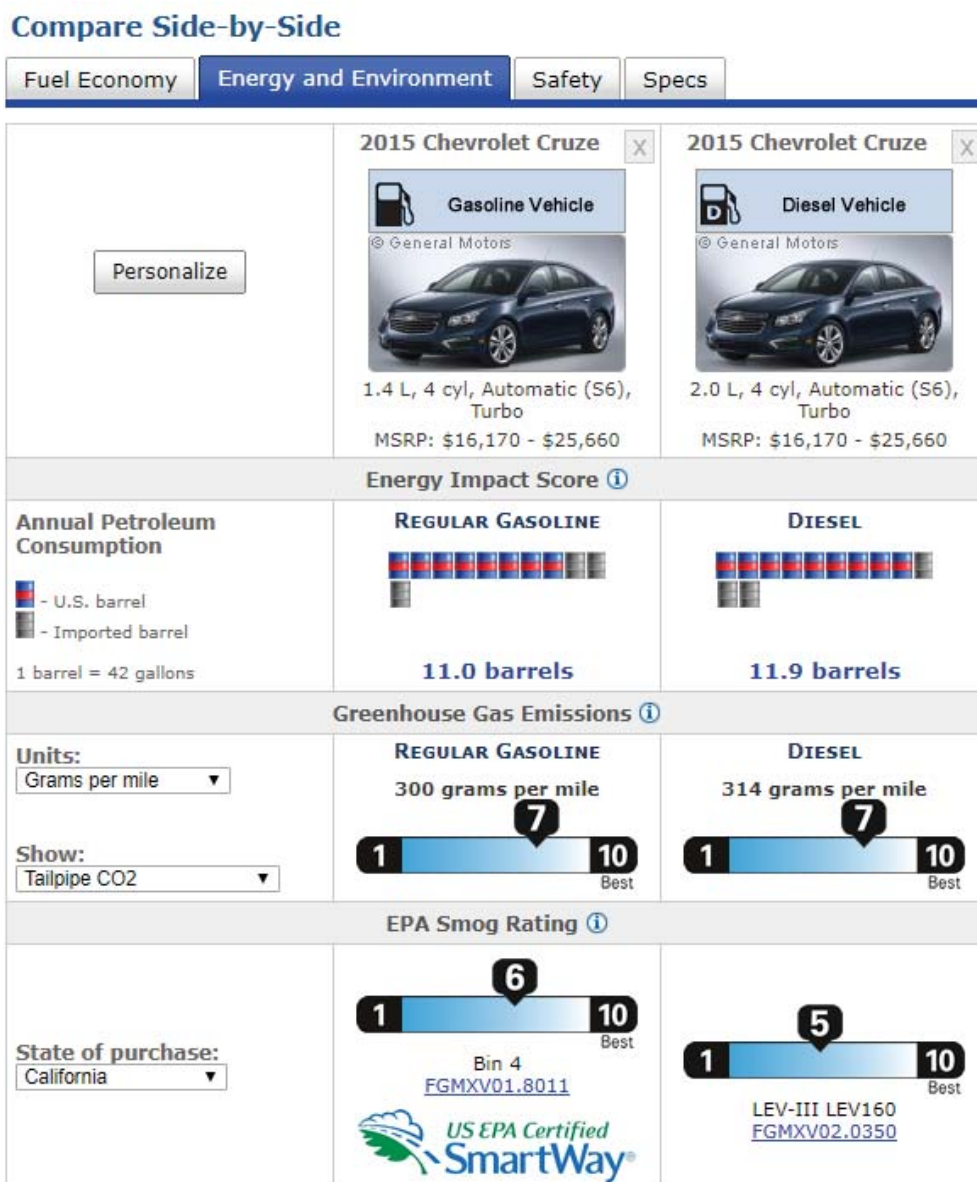 Compare Side-by-Side
Fuel Economy
Energy and Environment
Safety
Specs
2015 Chevrolet Cruze
X
2015 Chevrolet Cruze
X
Gasoline Vehicle
D
Diesel Vehicle
© General Motors
© General Motors
Personalize
1.4 L, 4 cyl, Automatic (S6),
Turbo
MSRP: $16,170 - $25,660
2.0 L, 4 cyl, Automatic (S6),
Turbo
MSRP: $16,170 - $25,660
Energy Impact Score
Annual Petroleum
Consumption
- U.S. barrel
- Imported barrel
1 barrel = 42 gallons
REGULAR GASOLINE
11.0 barrels
DIESEL
11.9 barrels
Greenhouse Gas Emissions
Units:
Grams per mile
Show:
Tailpipe CO2
REGULAR GASOLINE
300 grams per mile
7
1
10
Best
DIESEL
314 grams per mile
7
1
10
Best
EPA Smog Rating
State of purchase:
California
6
1
10
Best
Bin 4
FGMXV01.8011
US EPA Certified
SmartWay®
5
1
10
Best
LEV-III LEV160
FGMXV02.0350